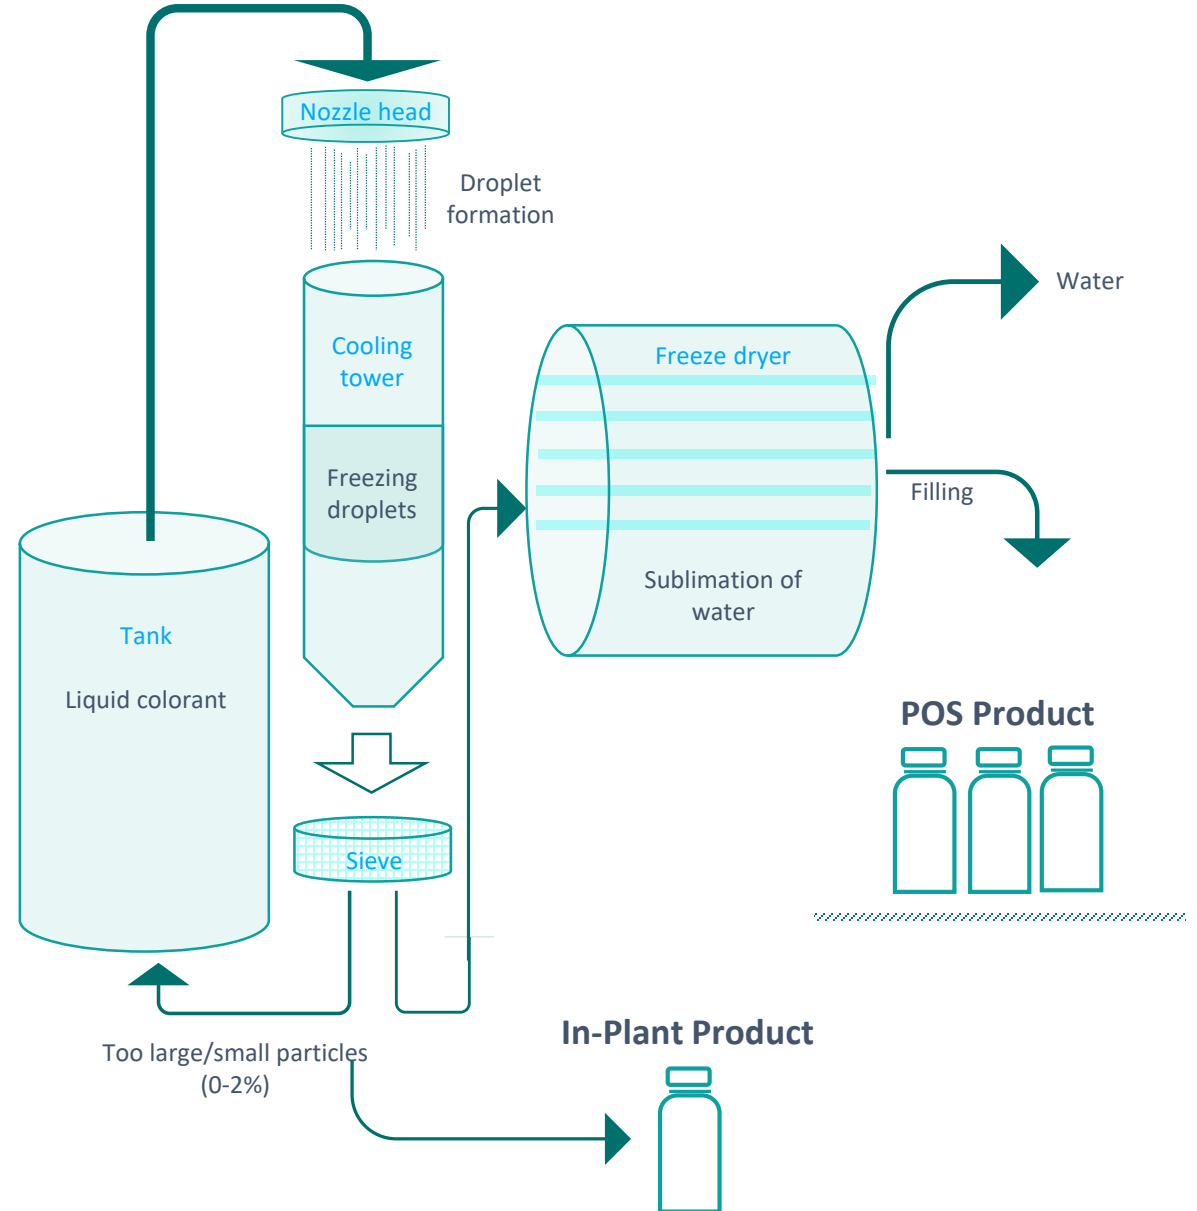 Nozzle head
Droplet
formation
Water
Cooling
tower
Freeze dryer
Freezing
droplets
Filling
Sublimation of
water
Tank
Liquid colorant
POS Product
Sieve
In-Plant Product
Too large/small particles
(0-2%)